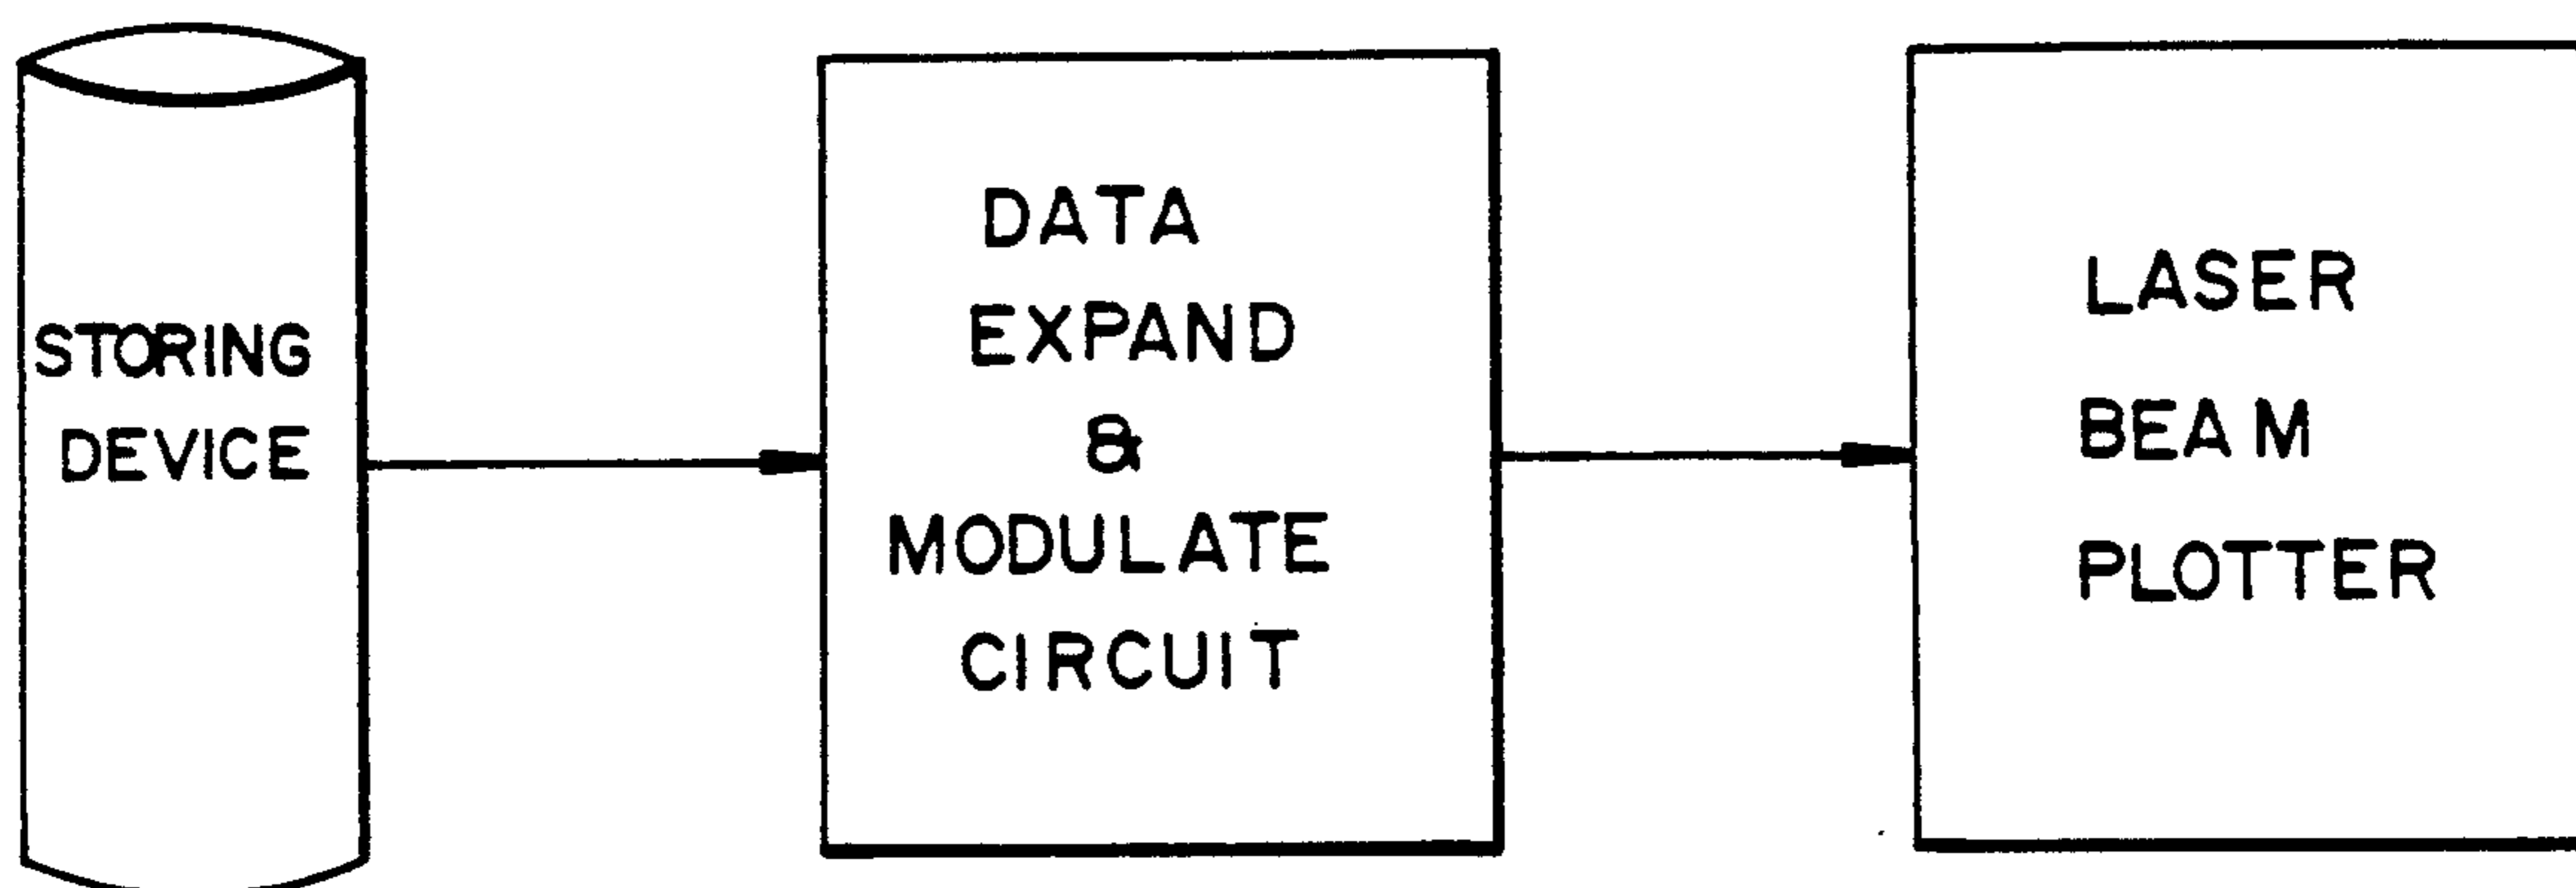 STORING
DEVICE
DATA
EXPAND
&
MODULATE
CIRCUIT
LASER
BEAM
PLOTTER